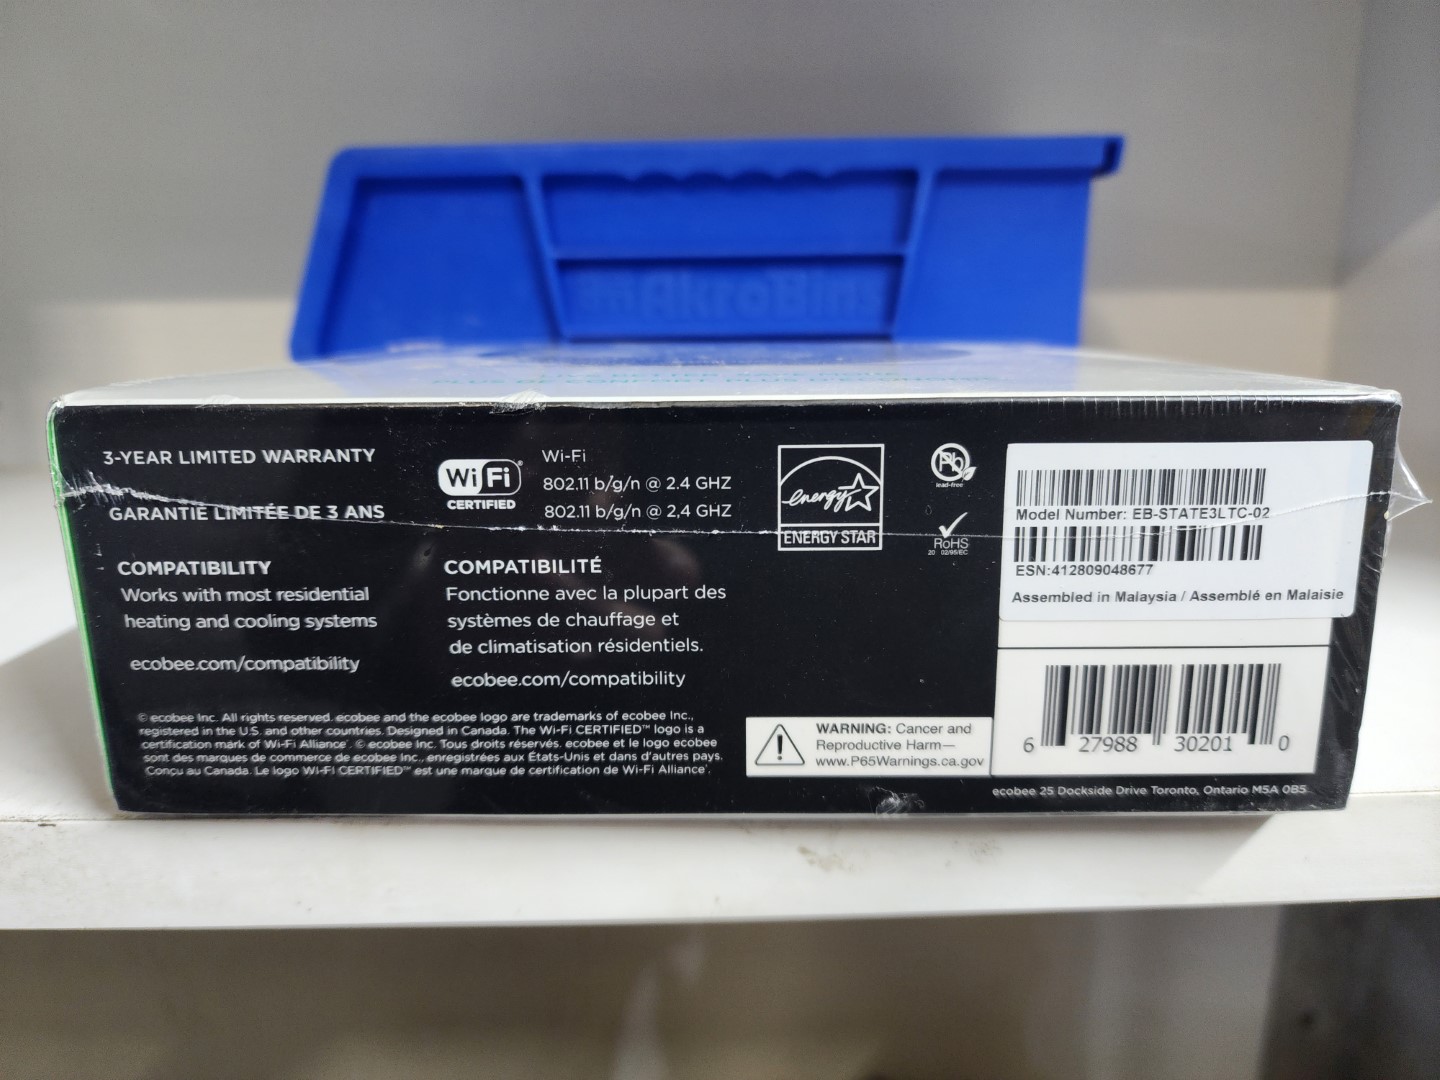 AkroBins
3-YEAR LIMITED WARRANTY
GARANTIE LIMITÉE DE 3 ANS
COMPATIBILITY
Works with most residential
heating and cooling systems
ecobee.com/compatibility
Wi Fi
CERTIFIED
Wi-Fi
802.11 b/g/n @ 2.4 GHZ
802.11 b/g/n @ 2,4 GHZ
COMPATIBILITÉ
Fonctionne avec la plupart des
systèmes de chauffage et
de climatisation résidentiels.
ecobee.com/compatibility
energy
ENERGY STAR
Pb
lead-free
RoHS
Model Number: EB-STATE3LTC-02
ESN:412809048677
Assembled in Malaysia / Assemblé en Malaisie
6 27988 30201 0
WARNING: Cancer and
Reproductive Harm—
www.P65Warnings.ca.gov
© ecobee Inc. All rights reserved. ecobee and the ecobee logo are trademarks of ecobee Inc.,
registered in the U.S. and other countries. Designed in Canada. The Wi-Fi CERTIFIED™ logo is a
certification mark of Wi-Fi Alliance. © ecobee Inc. Tous droits réservés. ecobee et le logo ecobee
sont des marques de commerce de ecobee Inc., enregistrées aux États-Unis et dans d'autres pays.
Conçu au Canada. Le logo Wi-Fi CERTIFIED™ est une marque de certification de Wi-Fi Alliance.
ecobee 25 Dockside Drive Toronto, Ontario M5A 0B5